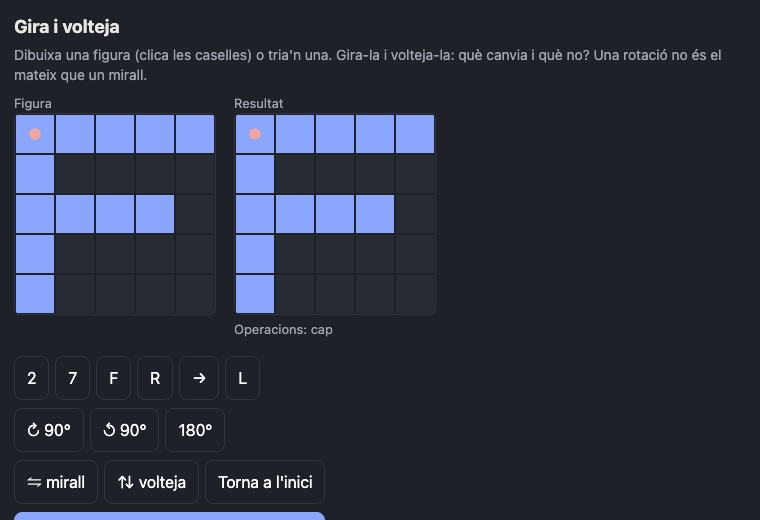 Gira i volteja
Dibuixa una figura (clica les caselles) o tria'n una. Gira-la i volteja-la: què canvia i què no? Una rotació no és el
mateix que un mirall.
Figura Resultat
Operacions: cap
2 7 F R → L
↻ 90° ↺ 90° 180°
⇋ mirall ⇅ volteja Torna a l'inici